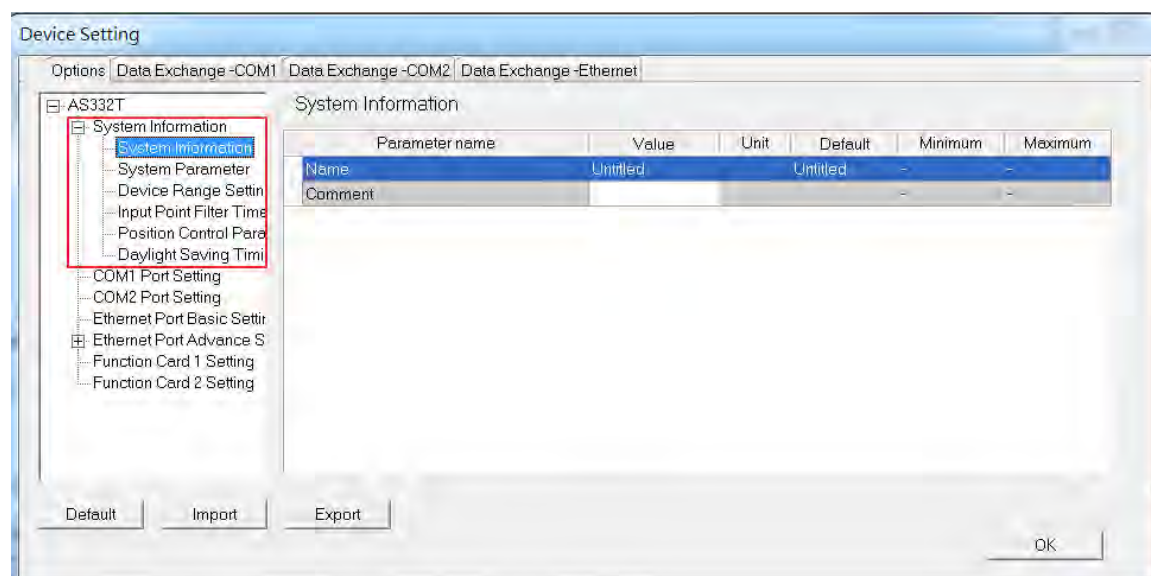 Device Setting
Options Data Exchange -COM1 Data Exchange -COM2 Data Exchange -Ethernet
AS332T
System Information
System Information
System Parameter
Device Range Settin
Input Point Filter Time
Position Control Para
Daylight Saving Timi
COM1 Port Setting
COM2 Port Setting
Ethernet Port Basic Settir
Ethernet Port Advance S
Function Card 1 Setting
Function Card 2 Setting
System Information
Parameter name Value Unit Default Minimum Maximum
Name Untitled Untitled - -
Comment - -
Default Import Export
OK